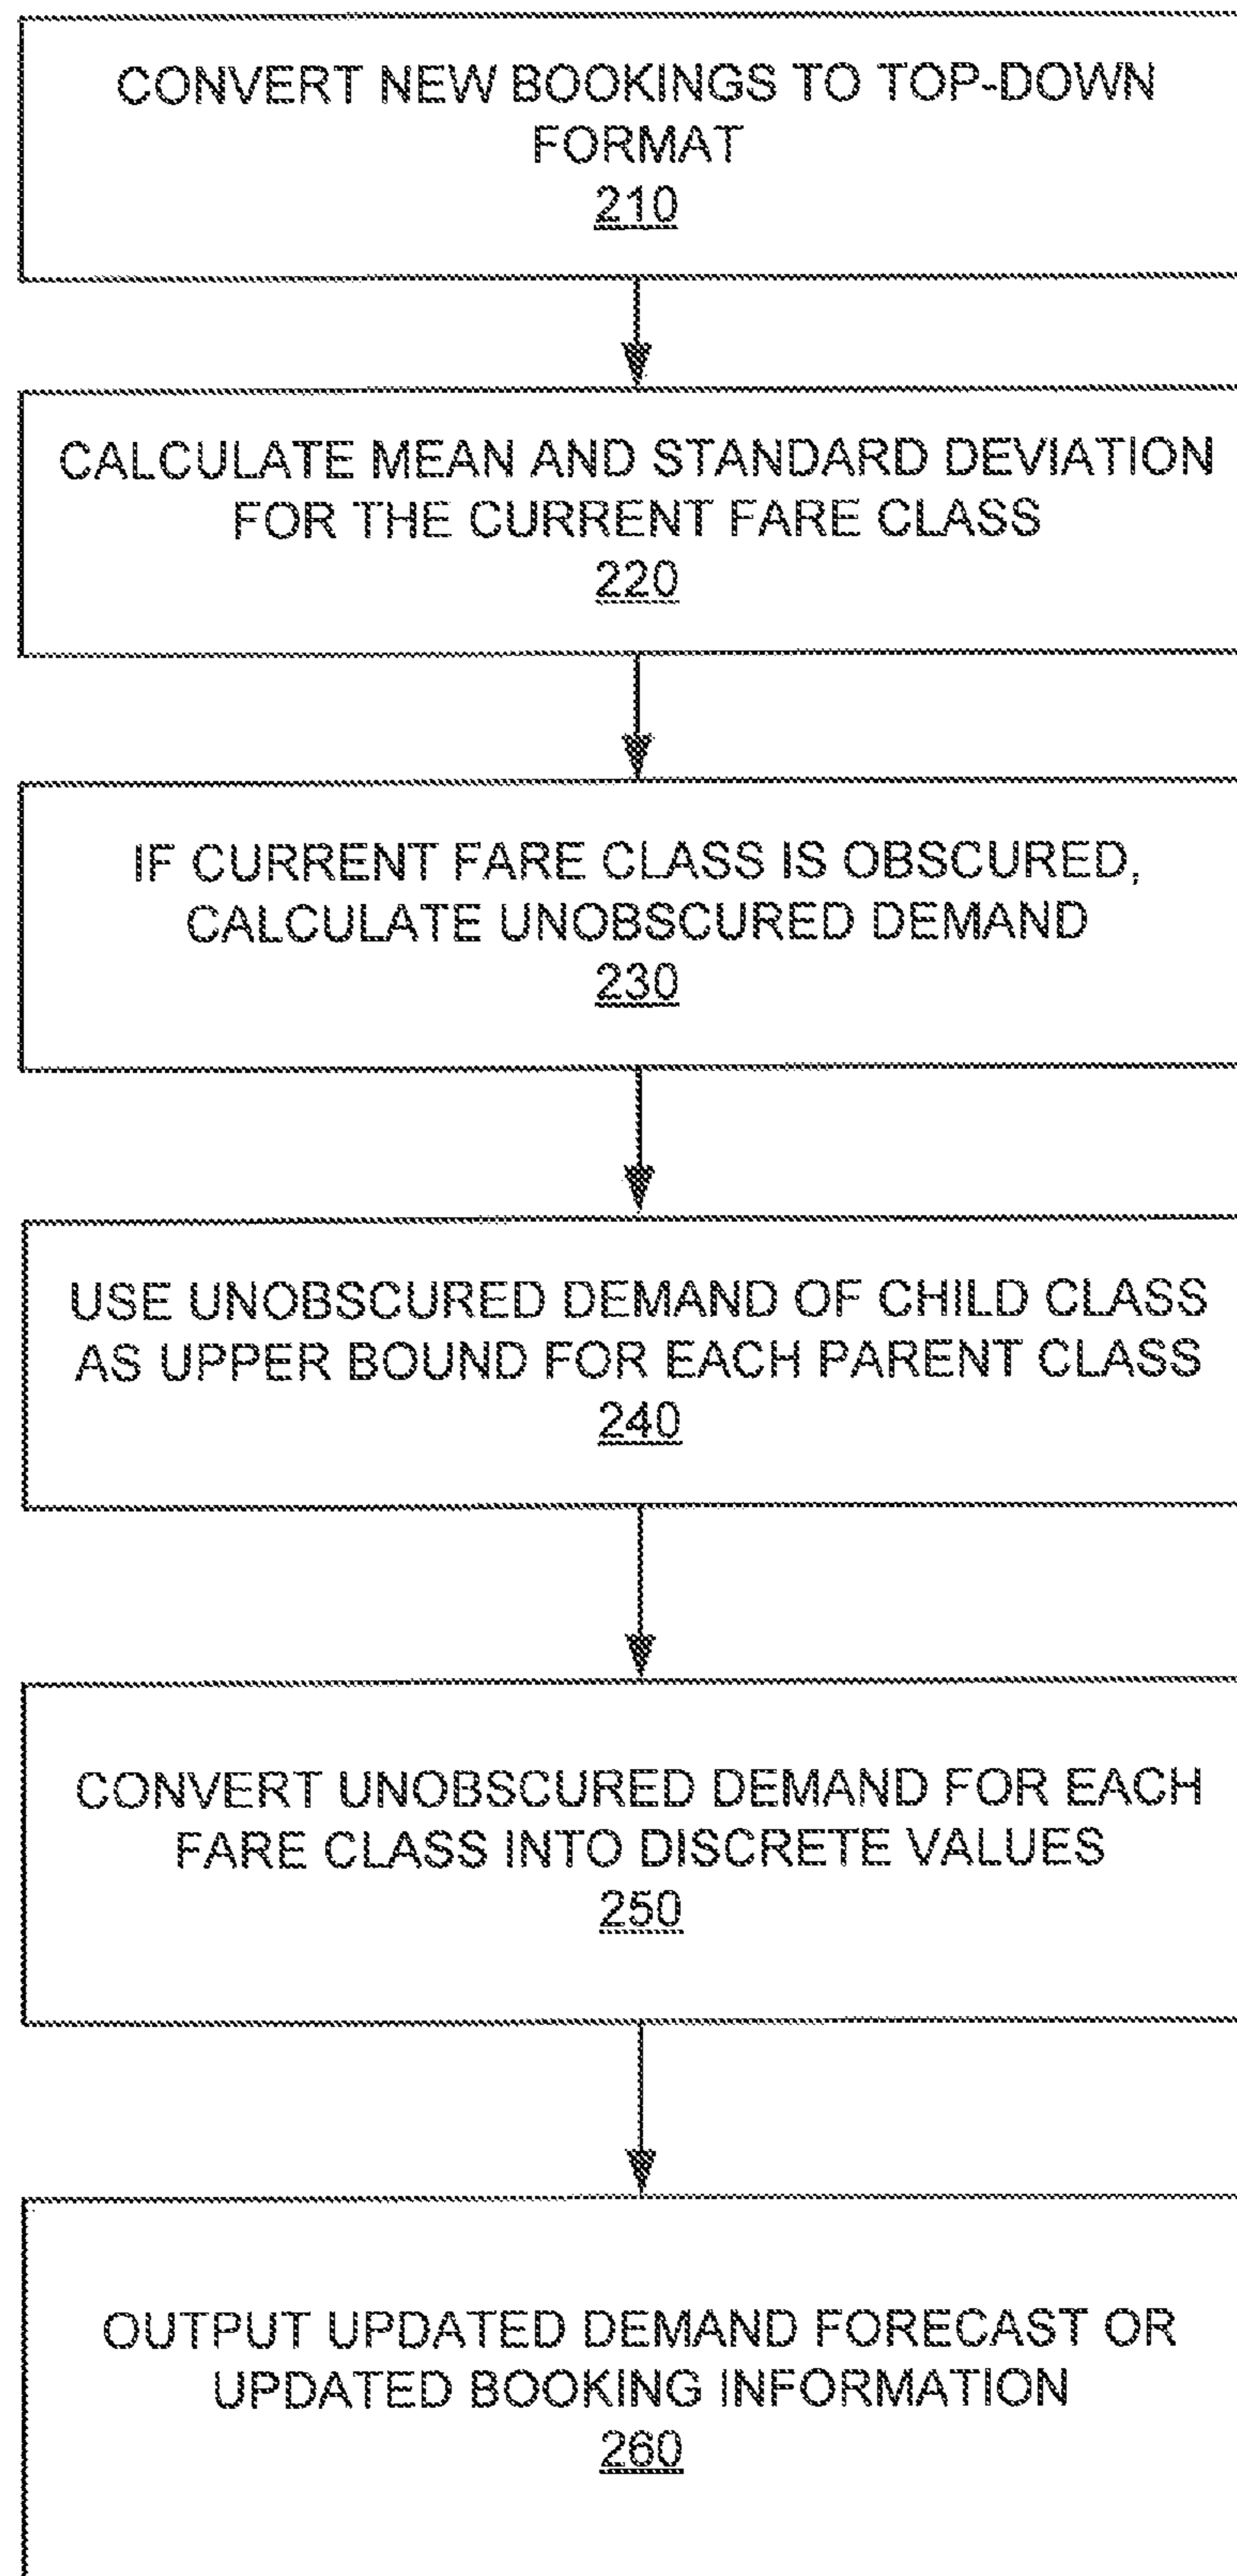 CONVERT NEW BOOKINGS TO TOP-DOWN
FORMAT
210
CALCULATE MEAN AND STANDARD DEVIATION
FOR THE CURRENT FARE CLASS
220
IF CURRENT FARE CLASS IS OBSCURED,
CALCULATE UNOBSCURED DEMAND
230
USE UNOBSCURED DEMAND OF CHILD CLASS
AS UPPER BOUND FOR EACH PARENT CLASS
240
CONVERT UNOBSCURED DEMAND FOR EACH
FARE CLASS INTO DISCRETE VALUES
250
OUTPUT UPDATED DEMAND FORECAST OR
UPDATED BOOKING INFORMATION
260